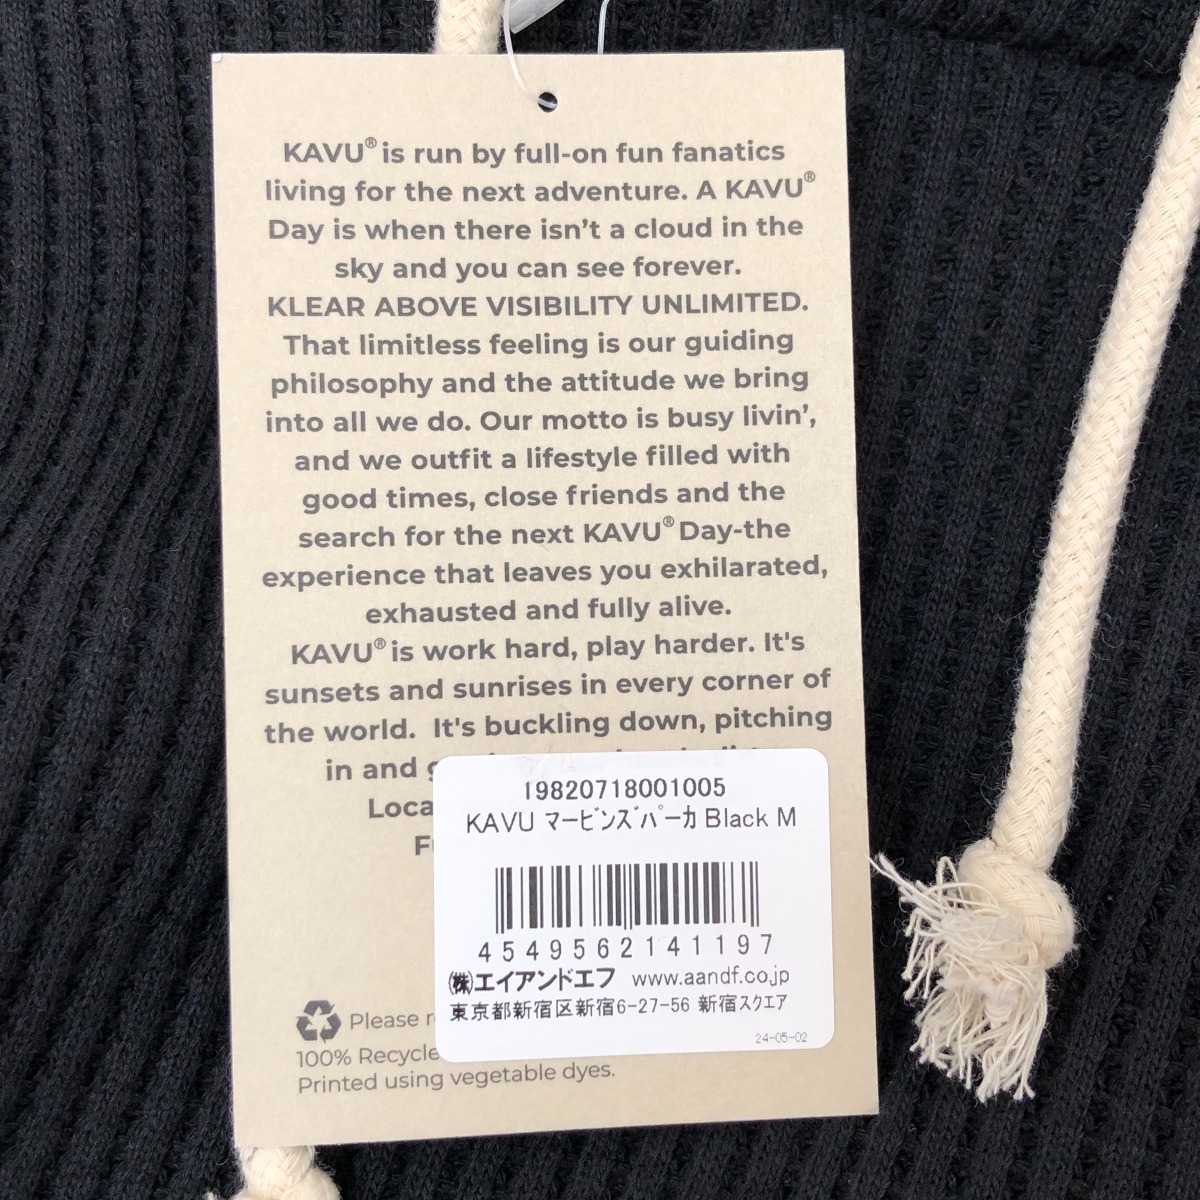 KAVU® is run by full-on fun fanatics
living for the next adventure. A KAVU®
Day is when there isn't a cloud in the
sky and you can see forever.
KLEAR ABOVE VISIBILITY UNLIMITED.
That limitless feeling is our guiding
philosophy and the attitude we bring
into all we do. Our motto is busy livin',
and we outfit a lifestyle filled with
good times, close friends and the
search for the next KAVU® Day-the
experience that leaves you exhilarated,
exhausted and fully alive.
KAVU® is work hard, play harder. It's
sunsets and sunrises in every corner of
the world. It's buckling down, pitching
in and
19820718001005
KAVU マービンズパーカ Black M
4549562141197
㈱エイアンドエフ www.aandf.co.jp
東京都新宿区新宿6-27-56 新宿スクエア
24-05-02
Please
100%
Printed using vegetable dyes.